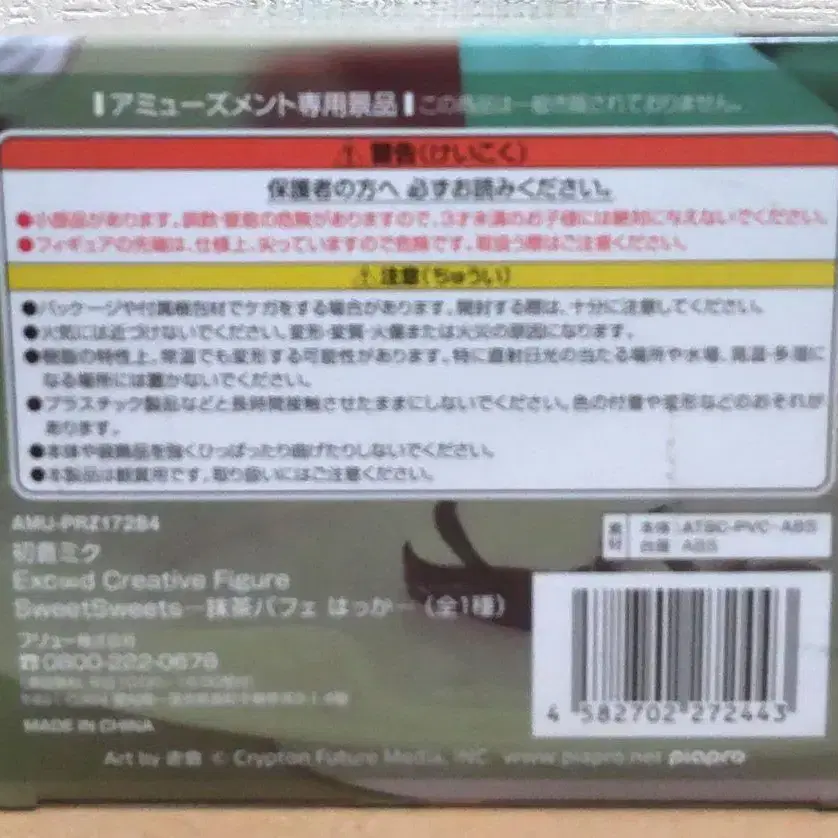 アミューズメント専用景品 この商品は一般市販されておりません。
⚠ 警告(けいこく)
保護者の方へ 必ずお読みください。
●小部品があります。誤飲・窒息の危険がありますので、3才未満のお子様には絶対に与えないでください。
●フィギュアの先端は、仕様上、尖っていますので危険です。取扱う際はご注意ください。
⚠ 注意(ちゅうい)
●パッケージや付属梱包材でケガをする場合があります。開封する際は、十分に注意してください。
●火気には近づけないでください。変形・変質・火傷または火災の原因になります。
●樹脂の特性上、常温でも変形する可能性があります。特に直射日光の当たる場所や水場、高温・多湿に
なる場所には置かないでください。
●プラスチック製品などと長時間接触させたままにしないでください。色の付着や変形などのおそれが
あります。
●本体や装飾品を強くひっぱったり曲げたりしないでください。
●本製品は観賞用です。取り扱いにはご注意ください。
AMU-PRZ17284
初音ミク
Exc∞d Creative Figure
SweetSweets－抹茶パフェ はっか－(全1種)
フリュー株式会社
☎0800-222-0678
MADE IN CHINA
素材 本体:ATBC-PVC・ABS
台座:ABS
4 582702 272443
Art by © Crypton Future Media, INC. www.piapro.net piapro